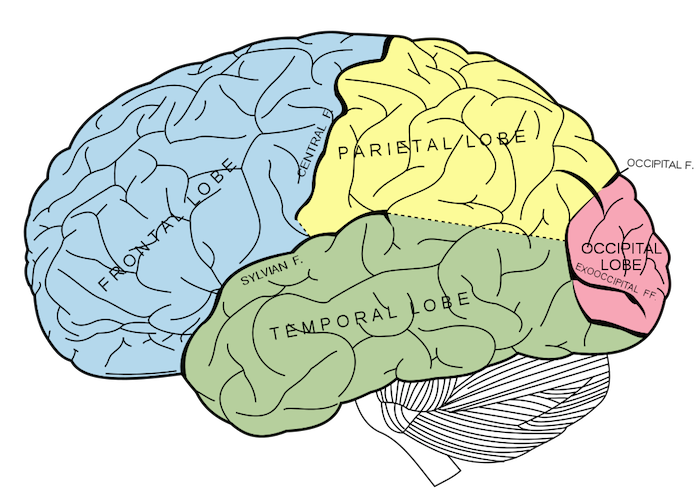 FRONTAL LOBE
CENTRAL F.
PARIETAL LOBE
OCCIPITAL F.
OCCIPITAL
LOBE
EXOOCCIPITAL FF.
SYLVIAN F.
TEMPORAL LOBE